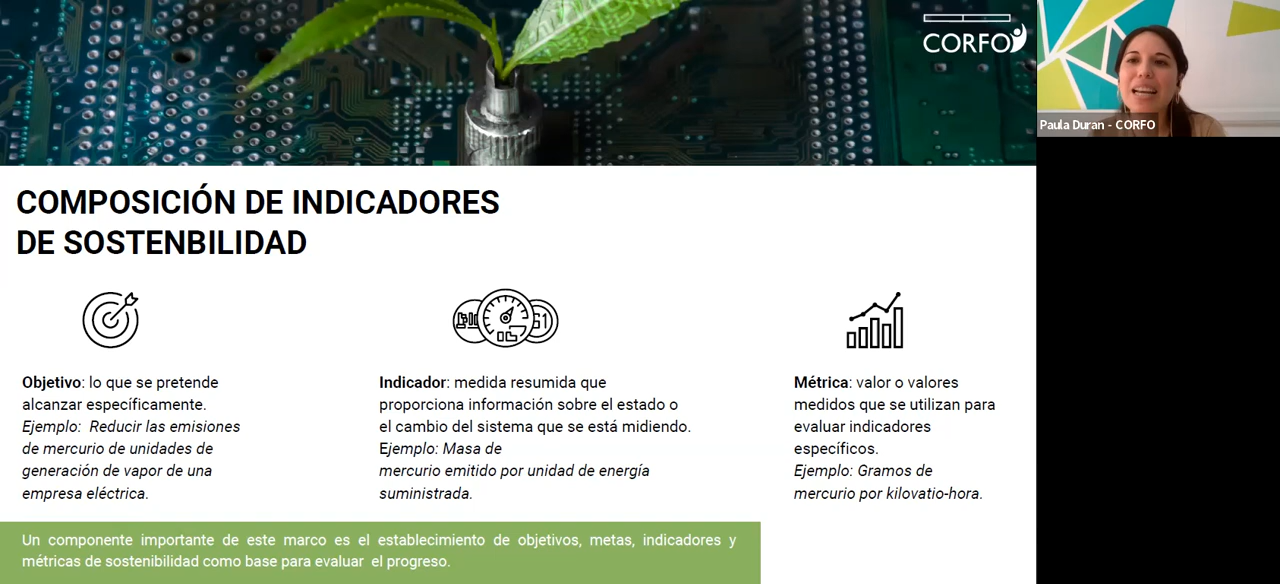 CORFO
Paula Duran - CORFO
COMPOSICIÓN DE INDICADORES
DE SOSTENBILIDAD
Objetivo: lo que se pretende
alcanzar específicamente.
Ejemplo: Reducir las emisiones
de mercurio de unidades de
generación de vapor de una
empresa eléctrica.
Indicador: medida resumida que
proporciona información sobre el estado o
el cambio del sistema que se está midiendo.
Ejemplo: Masa de
mercurio emitido por unidad de energía
suministrada.
Métrica: valor o valores
medidos que se utilizan para
evaluar indicadores
específicos.
Ejemplo: Gramos de
mercurio por kilovatio-hora.
Un componente importante de este marco es el establecimiento de objetivos, metas, indicadores y
métricas de sostenibilidad como base para evaluar el progreso.